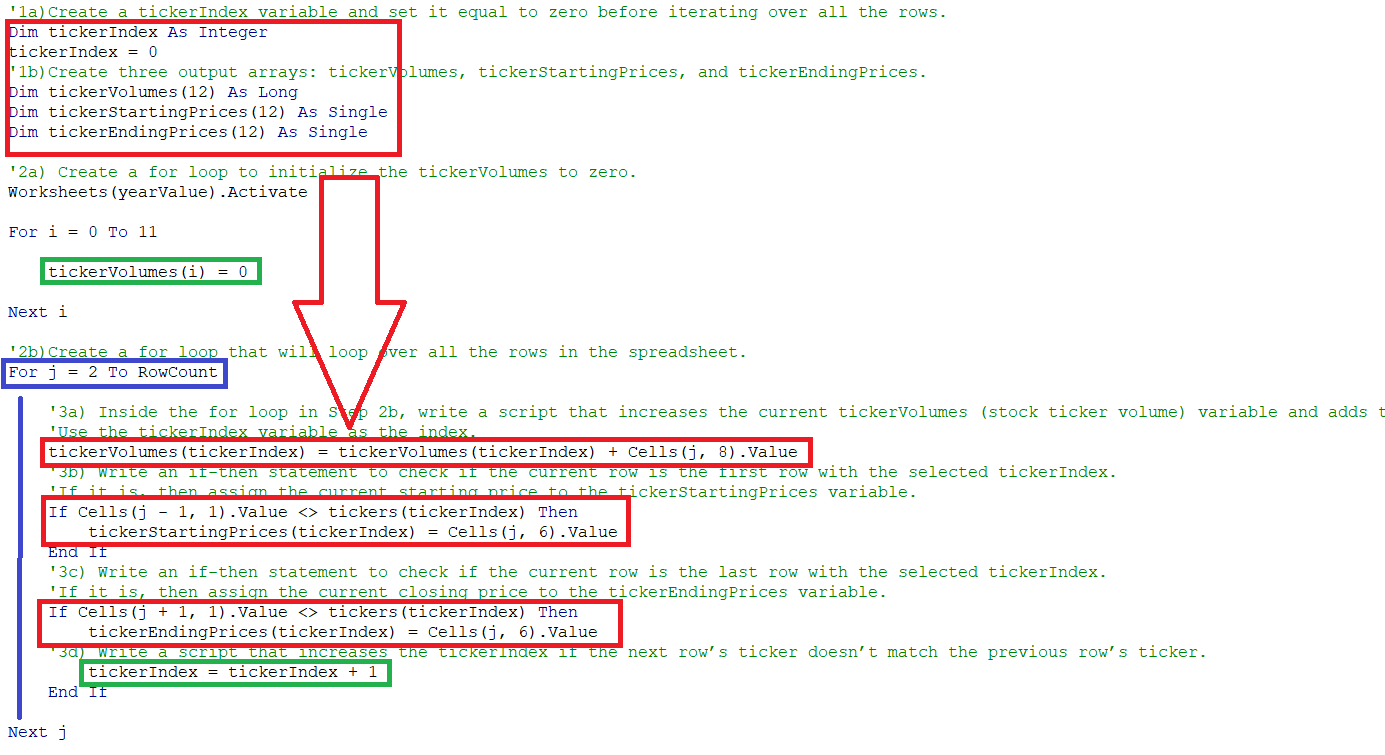 '1a)Create a tickerIndex variable and set it equal to zero before iterating over all the rows.
Dim tickerIndex As Integer
tickerIndex = 0
'1b)Create three output arrays: tickerVolumes, tickerStartingPrices, and tickerEndingPrices.
Dim tickerVolumes(12) As Long
Dim tickerStartingPrices(12) As Single
Dim tickerEndingPrices(12) As Single
'2a) Create a for loop to initialize the tickerVolumes to zero.
Worksheets(yearValue).Activate
For i = 0 To 11
tickerVolumes(i) = 0
Next i
'2b)Create a for loop that will loop over all the rows in the spreadsheet.
For j = 2 To RowCount
'3a) Inside the for loop in Step 2b, write a script that increases the current tickerVolumes (stock ticker volume) variable and adds t
'Use the tickerIndex variable as the index.
tickerVolumes(tickerIndex) = tickerVolumes(tickerIndex) + Cells(j, 8).Value
'3b) Write an if-then statement to check if the current row is the first row with the selected tickerIndex.
'If it is, then assign the current starting price to the tickerStartingPrices variable.
If Cells(j - 1, 1).Value <> tickers(tickerIndex) Then
tickerStartingPrices(tickerIndex) = Cells(j, 6).Value
End If
'3c) Write an if-then statement to check if the current row is the last row with the selected tickerIndex.
'If it is, then assign the current closing price to the tickerEndingPrices variable.
If Cells(j + 1, 1).Value <> tickers(tickerIndex) Then
tickerEndingPrices(tickerIndex) = Cells(j, 6).Value
'3d) Write a script that increases the tickerIndex if the next row’s ticker doesn’t match the previous row’s ticker.
tickerIndex = tickerIndex + 1
End If
Next j